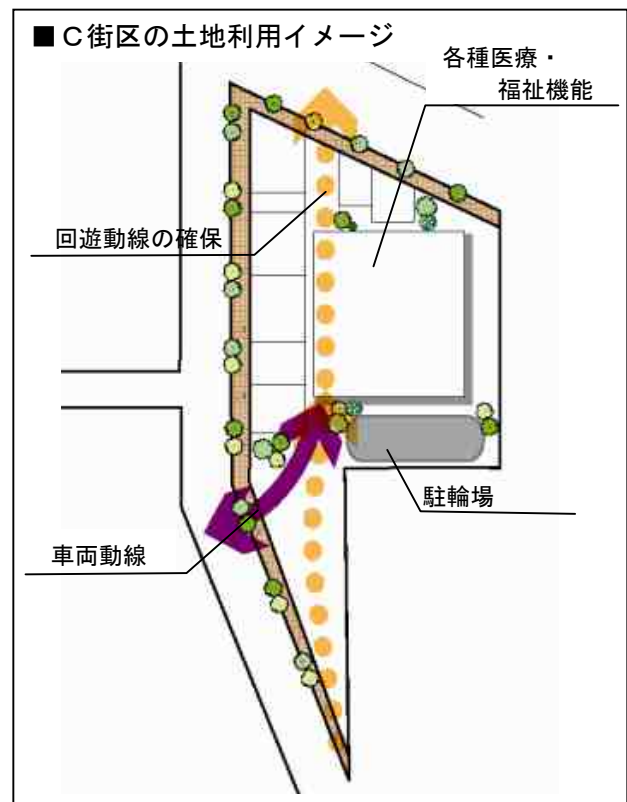 ■C街区の土地利用イメージ
各種医療・
福祉機能
回遊動線の確保
駐輪場
車両動線